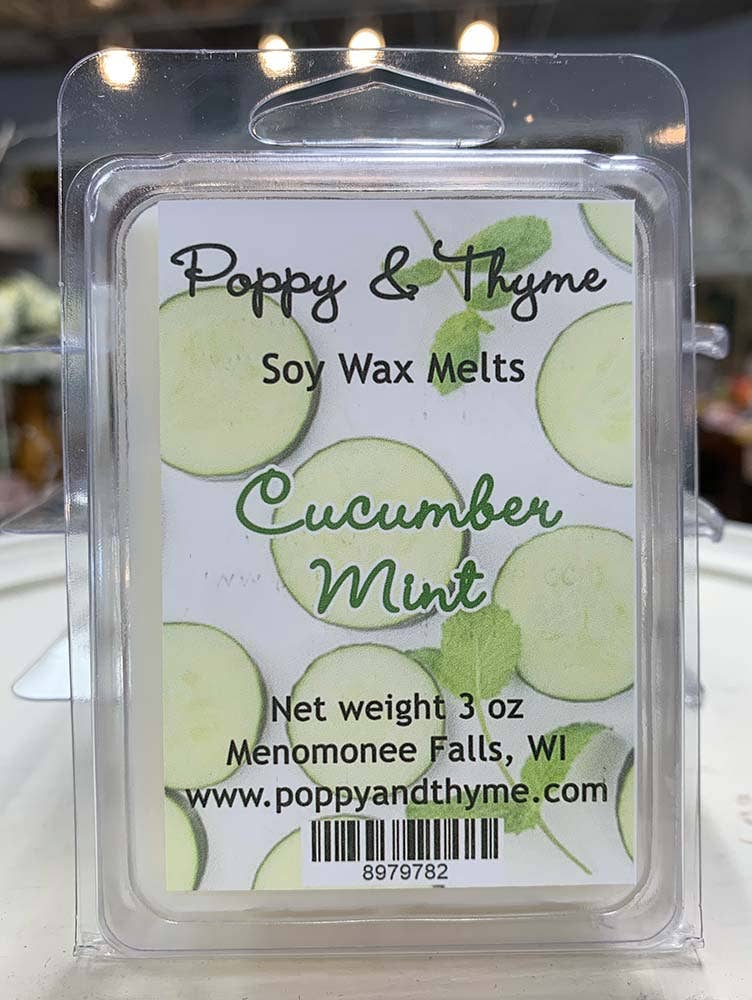 Poppy & Thyme
Soy Wax Melts
Cucumber
Mint
Net weight 3 oz
Menomonee Falls, WI
www.poppyandthyme.com
8979782